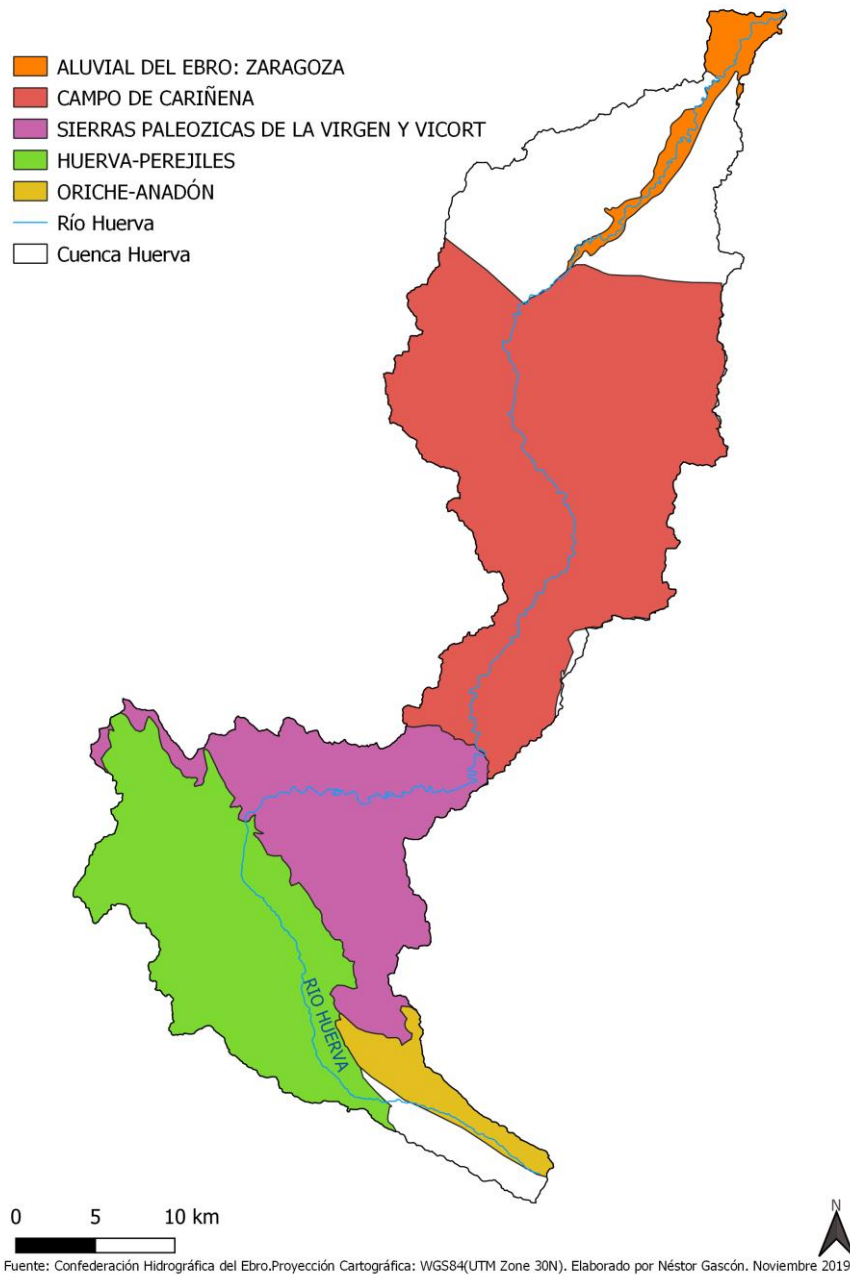 ALUVIAL DEL EBRO: ZARAGOZA
CAMPO DE CARIÑENA
SIERRAS PALEOZICAS DE LA VIRGEN Y VICORT
HUERVA-PEREJILES
ORICHE-ANADÓN
Río Huerva
Cuenca Huerva
RIO HUERVA
0 5 10 km
N
Fuente: Confederación Hidrográfica del Ebro.Proyección Cartográfica: WGS84(UTM Zone 30N). Elaborado por Néstor Gascón. Noviembre 2019